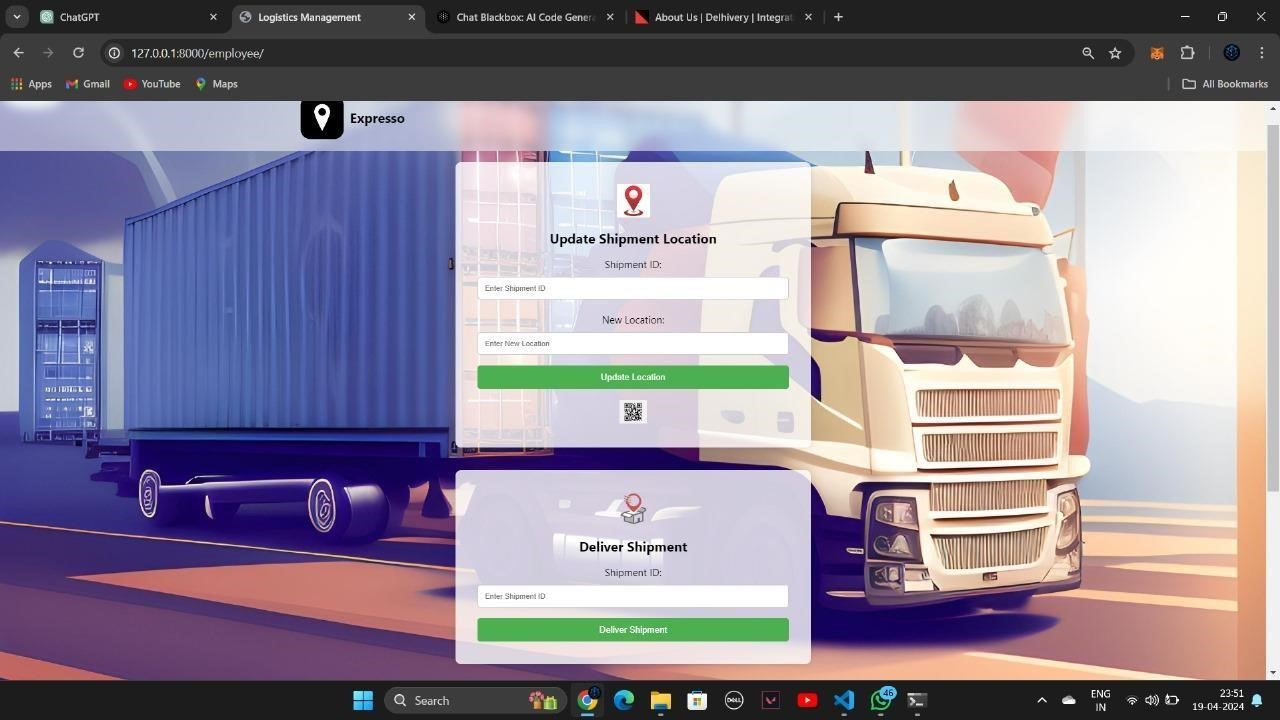 ChatGPT
Logistics Management
Chat Blackbox: AI Code Genera
About Us | Delhivery | Integrat
127.0.0.1:8000/employee/
Apps
Gmail
YouTube
Maps
All Bookmarks
Expresso
Update Shipment Location
Shipment ID:
Enter Shipment ID
New Location:
Enter New Location
Update Location
Deliver Shipment
Shipment ID:
Enter Shipment ID
Deliver Shipment
Search
DELL
46
ENG
IN
23:51
19-04-2024